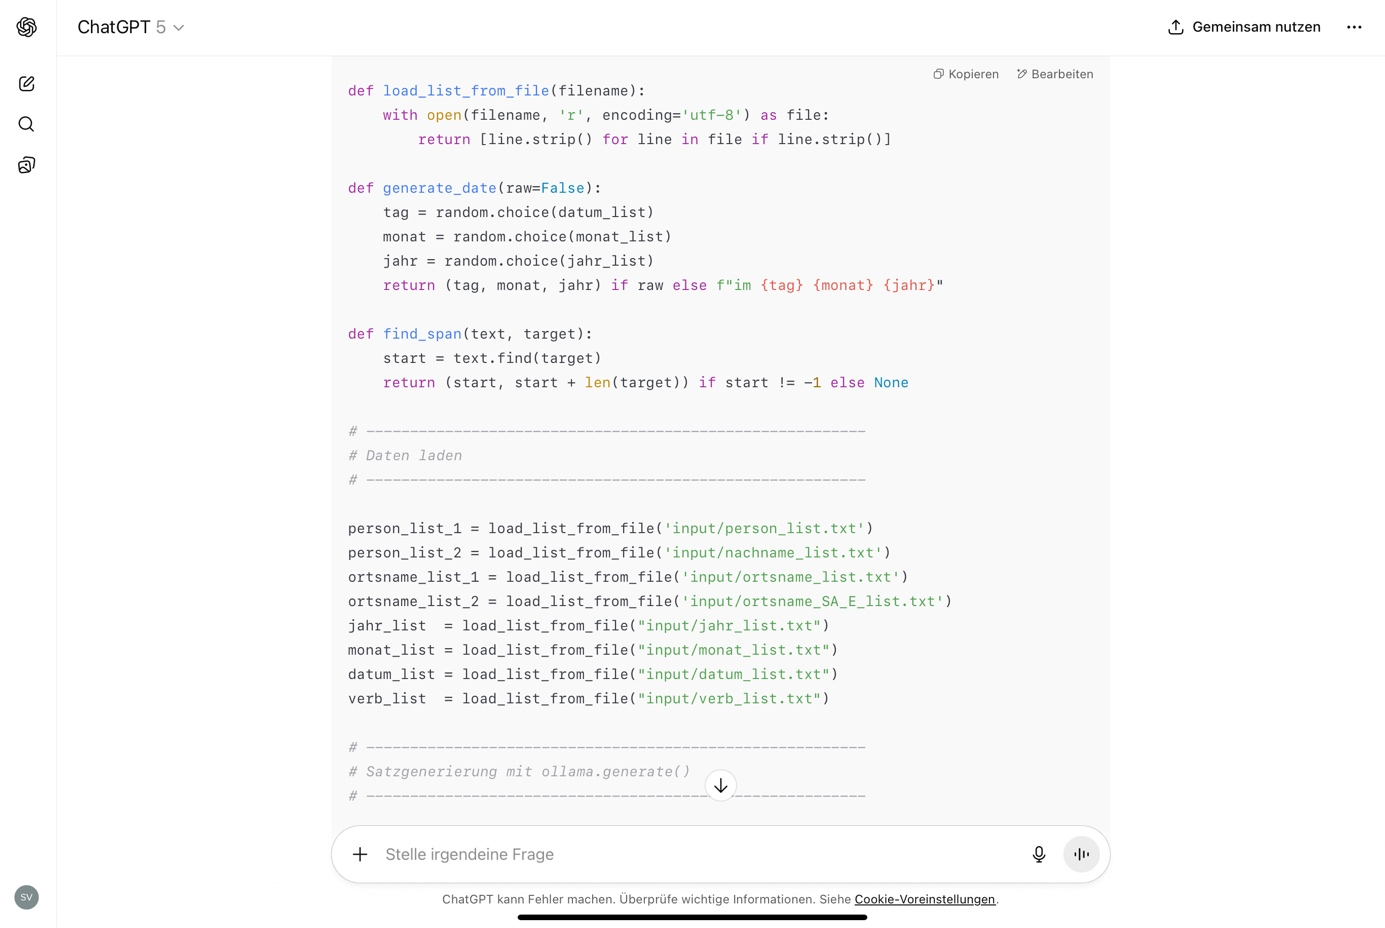 ChatGPT 5
Gemeinsam nutzen
Kopieren Bearbeiten
def load_list_from_file(filename):
    with open(filename, 'r', encoding='utf-8') as file:
        return [line.strip() for line in file if line.strip()]

def generate_date(raw=False):
    tag = random.choice(datum_list)
    monat = random.choice(monat_list)
    jahr = random.choice(jahr_list)
    return (tag, monat, jahr) if raw else f"im {tag} {monat} {jahr}"

def find_span(text, target):
    start = text.find(target)
    return (start, start + len(target)) if start != -1 else None

# ---------------------------------------------------------
# Daten laden
# ---------------------------------------------------------

person_list_1 = load_list_from_file('input/person_list.txt')
person_list_2 = load_list_from_file('input/nachname_list.txt')
ortsname_list_1 = load_list_from_file('input/ortsname_list.txt')
ortsname_list_2 = load_list_from_file('input/ortsname_SA_E_list.txt')
jahr_list  = load_list_from_file("input/jahr_list.txt")
monat_list = load_list_from_file("input/monat_list.txt")
datum_list = load_list_from_file("input/datum_list.txt")
verb_list  = load_list_from_file("input/verb_list.txt")

# ---------------------------------------------------------
# Satzgenerierung mit ollama.generate()
# ---------------------------------------------------------
Stelle irgendeine Frage
SV
ChatGPT kann Fehler machen. Überprüfe wichtige Informationen. Siehe Cookie-Voreinstellungen.